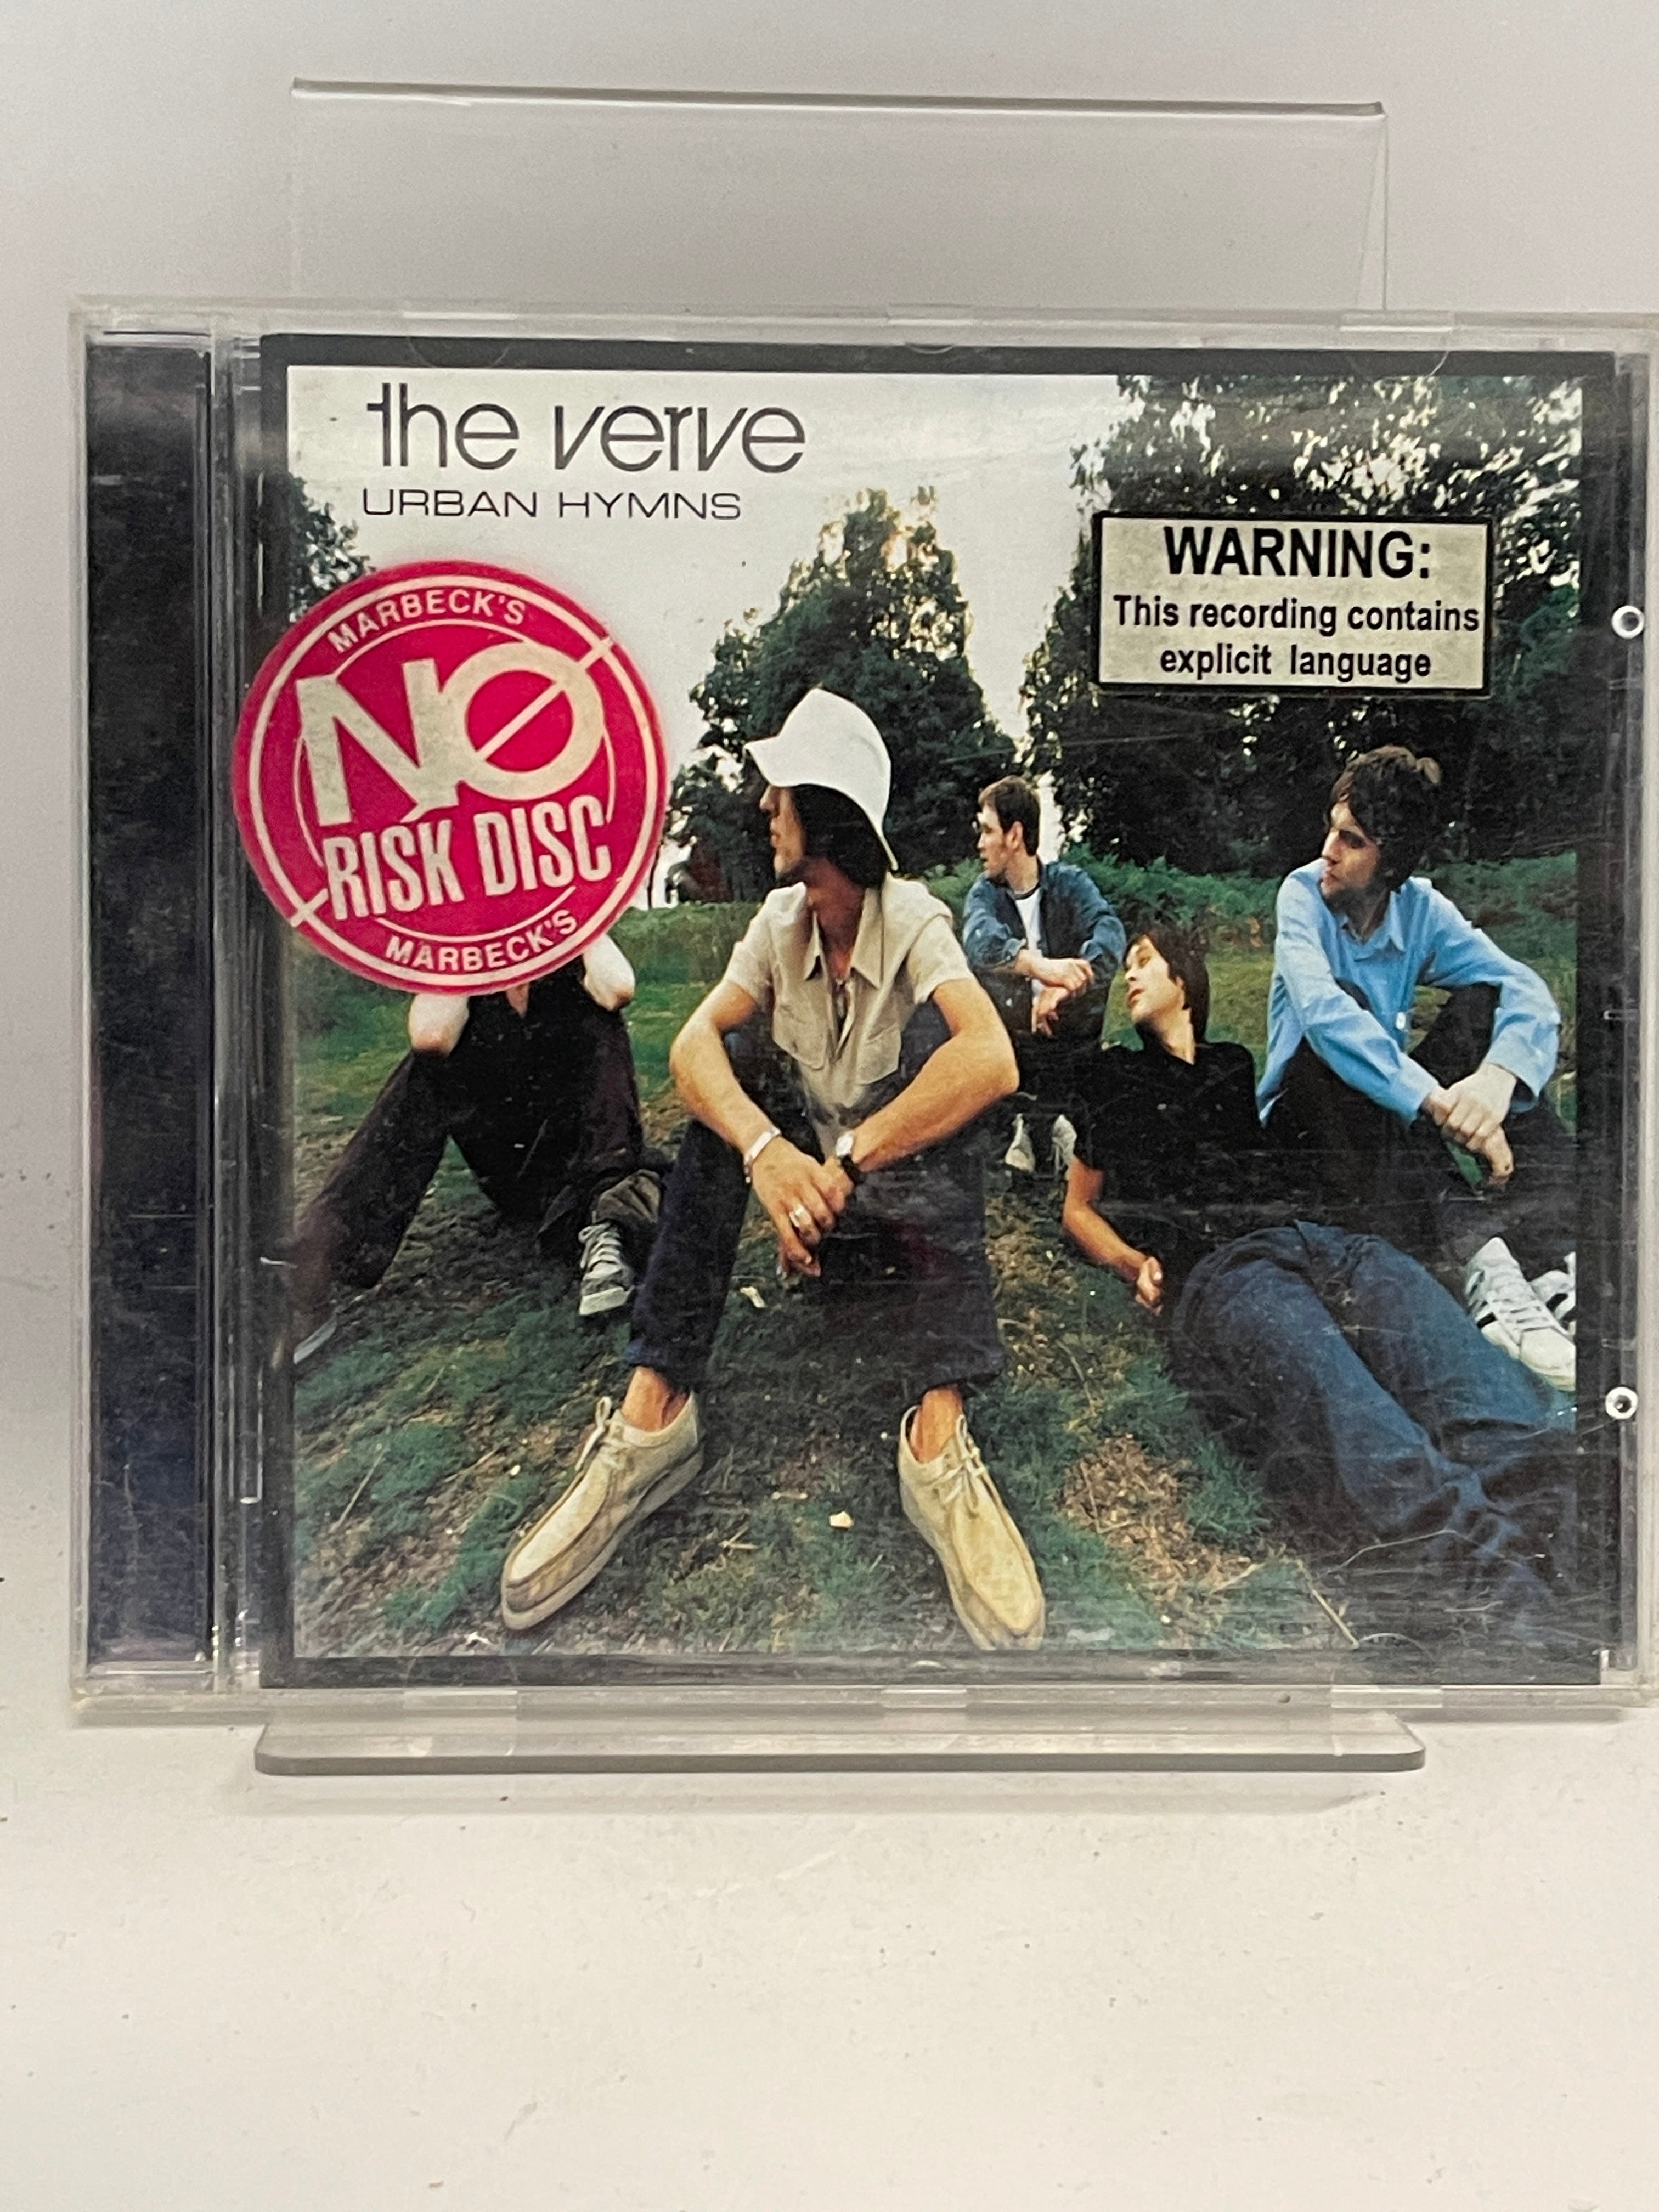 the verve
URBAN HYMNS
WARNING:
This recording contains
explicit language
MARBECK'S
NO
RISK DISC
MARBECK'S